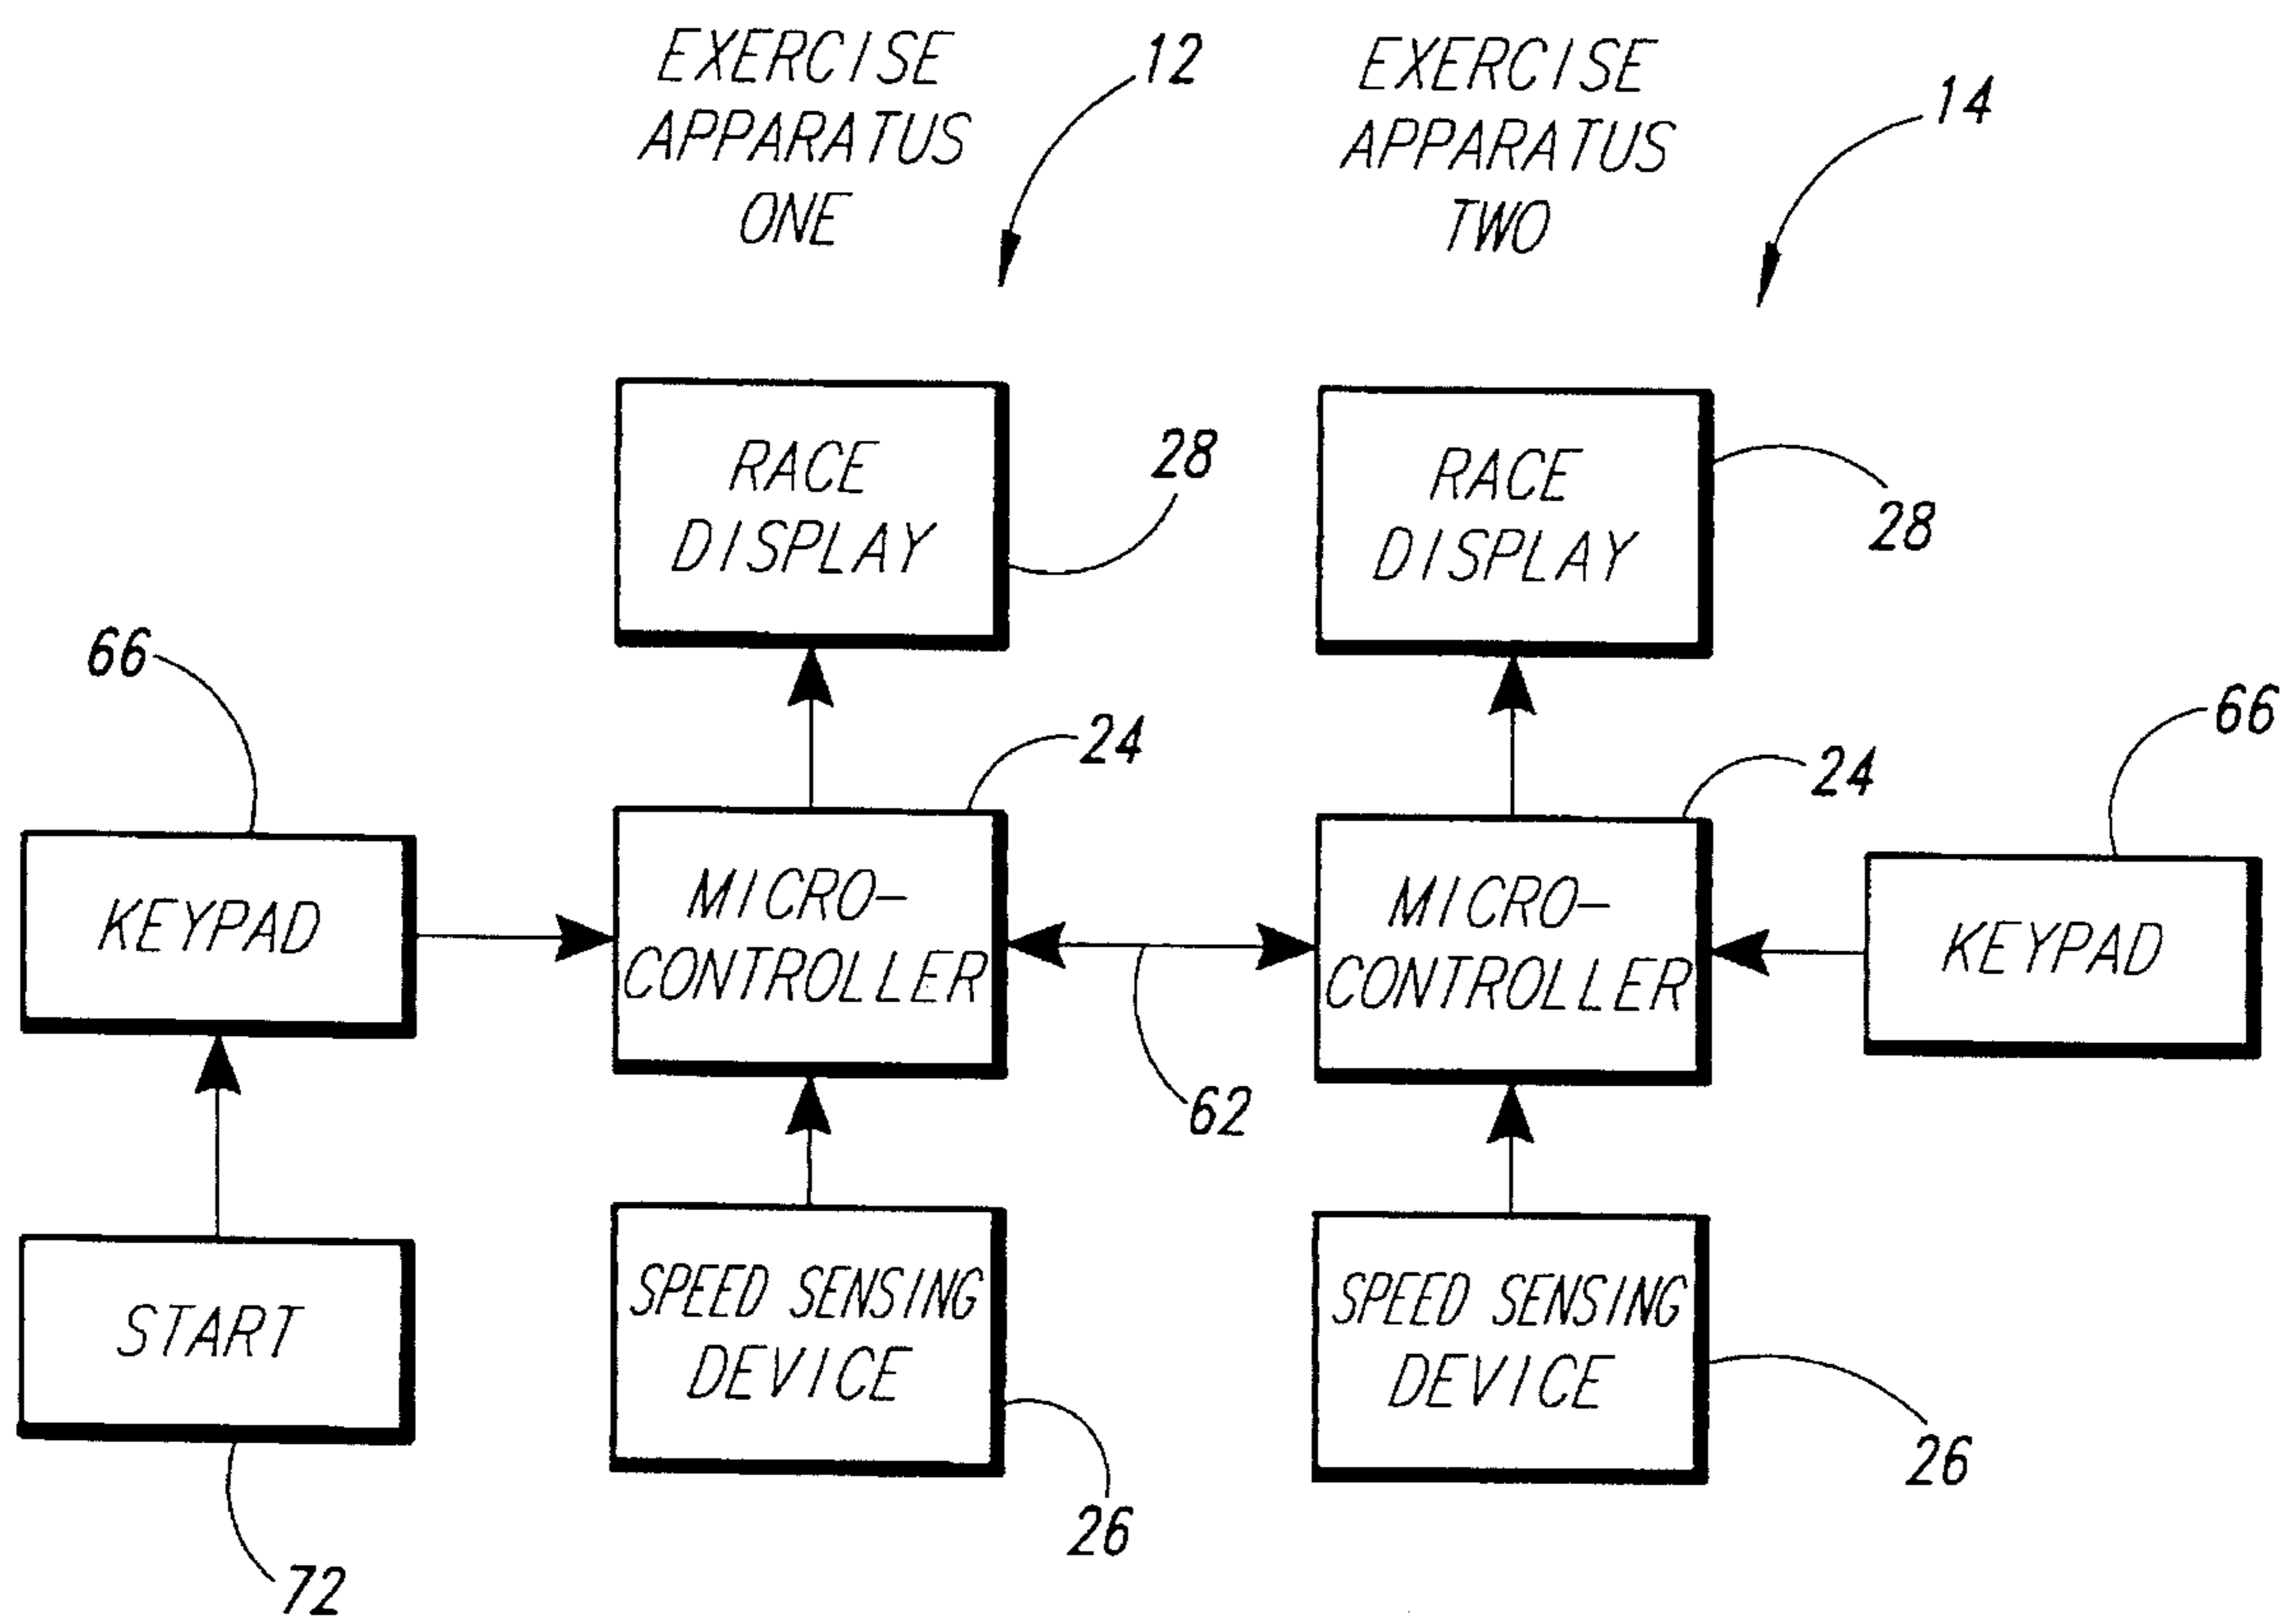 EXERCISE
APPARATUS
ONE
12
EXERCISE
APPARATUS
TWO
14
RACE
DISPLAY
28
RACE
DISPLAY
28
66
KEYPAD
24
MICRO-
CONTROLLER
62
24
MICRO-
CONTROLLER
66
KEYPAD
START
72
SPEED SENSING
DEVICE
26
SPEED SENSING
DEVICE
26